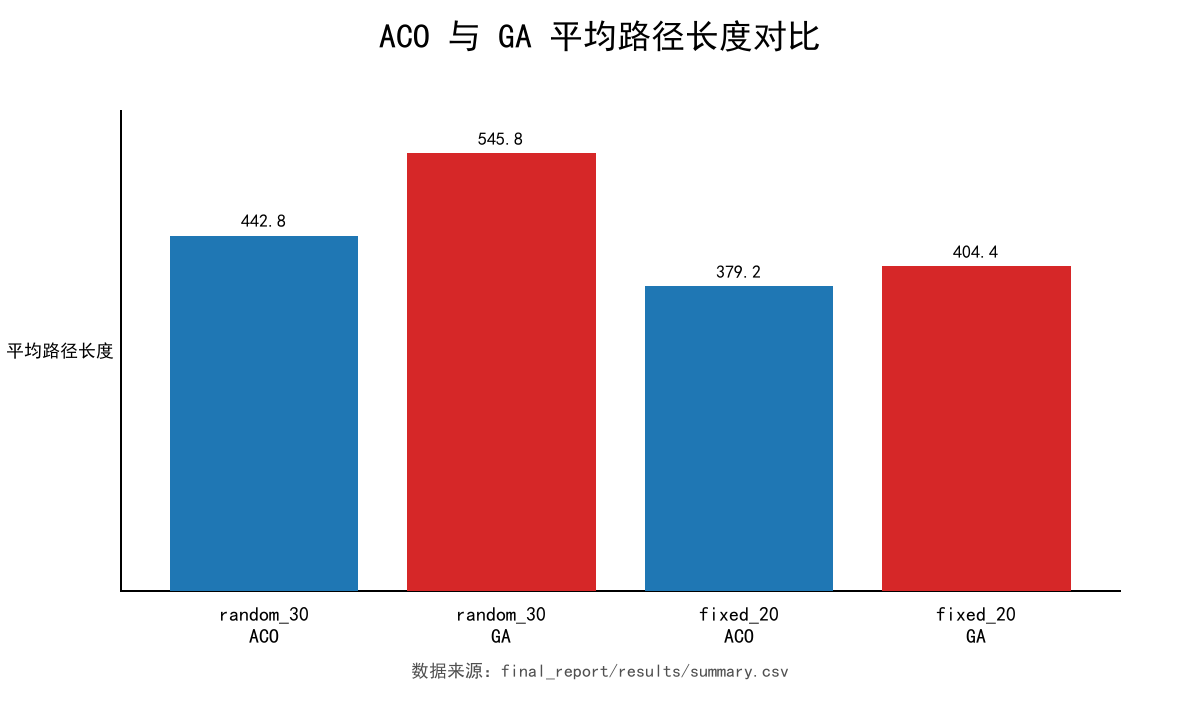 ACO 与 GA 平均路径长度对比
545.8
442.8
404.4
379.2
平均路径长度
random_30 random_30 fixed_20 fixed_20
ACO GA ACO GA
数据来源：final_report/results/summary.csv